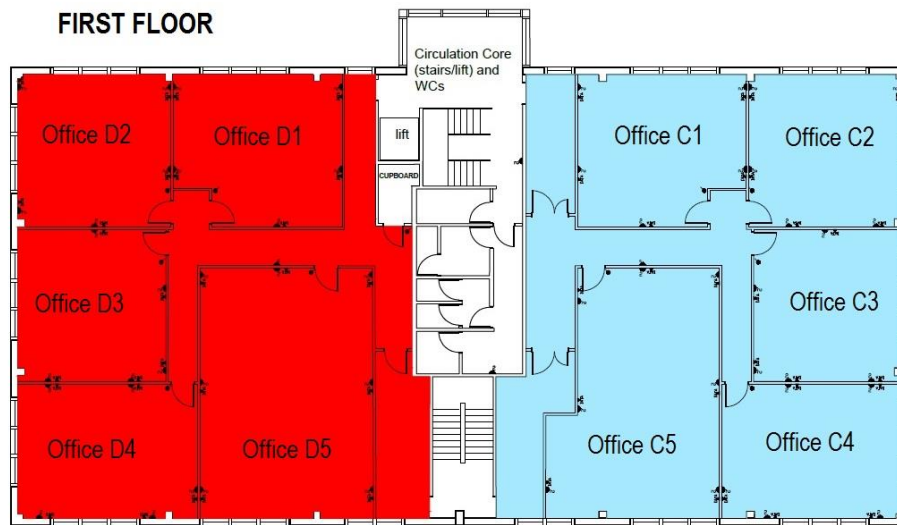 FIRST FLOOR
Circulation Core
(stairs/lift) and
WCs
Office D2
Office D1
lift
Office C1
Office C2
CUPBOARD
Office D3
Office C3
Office D4
Office D5
Office C5
Office C4